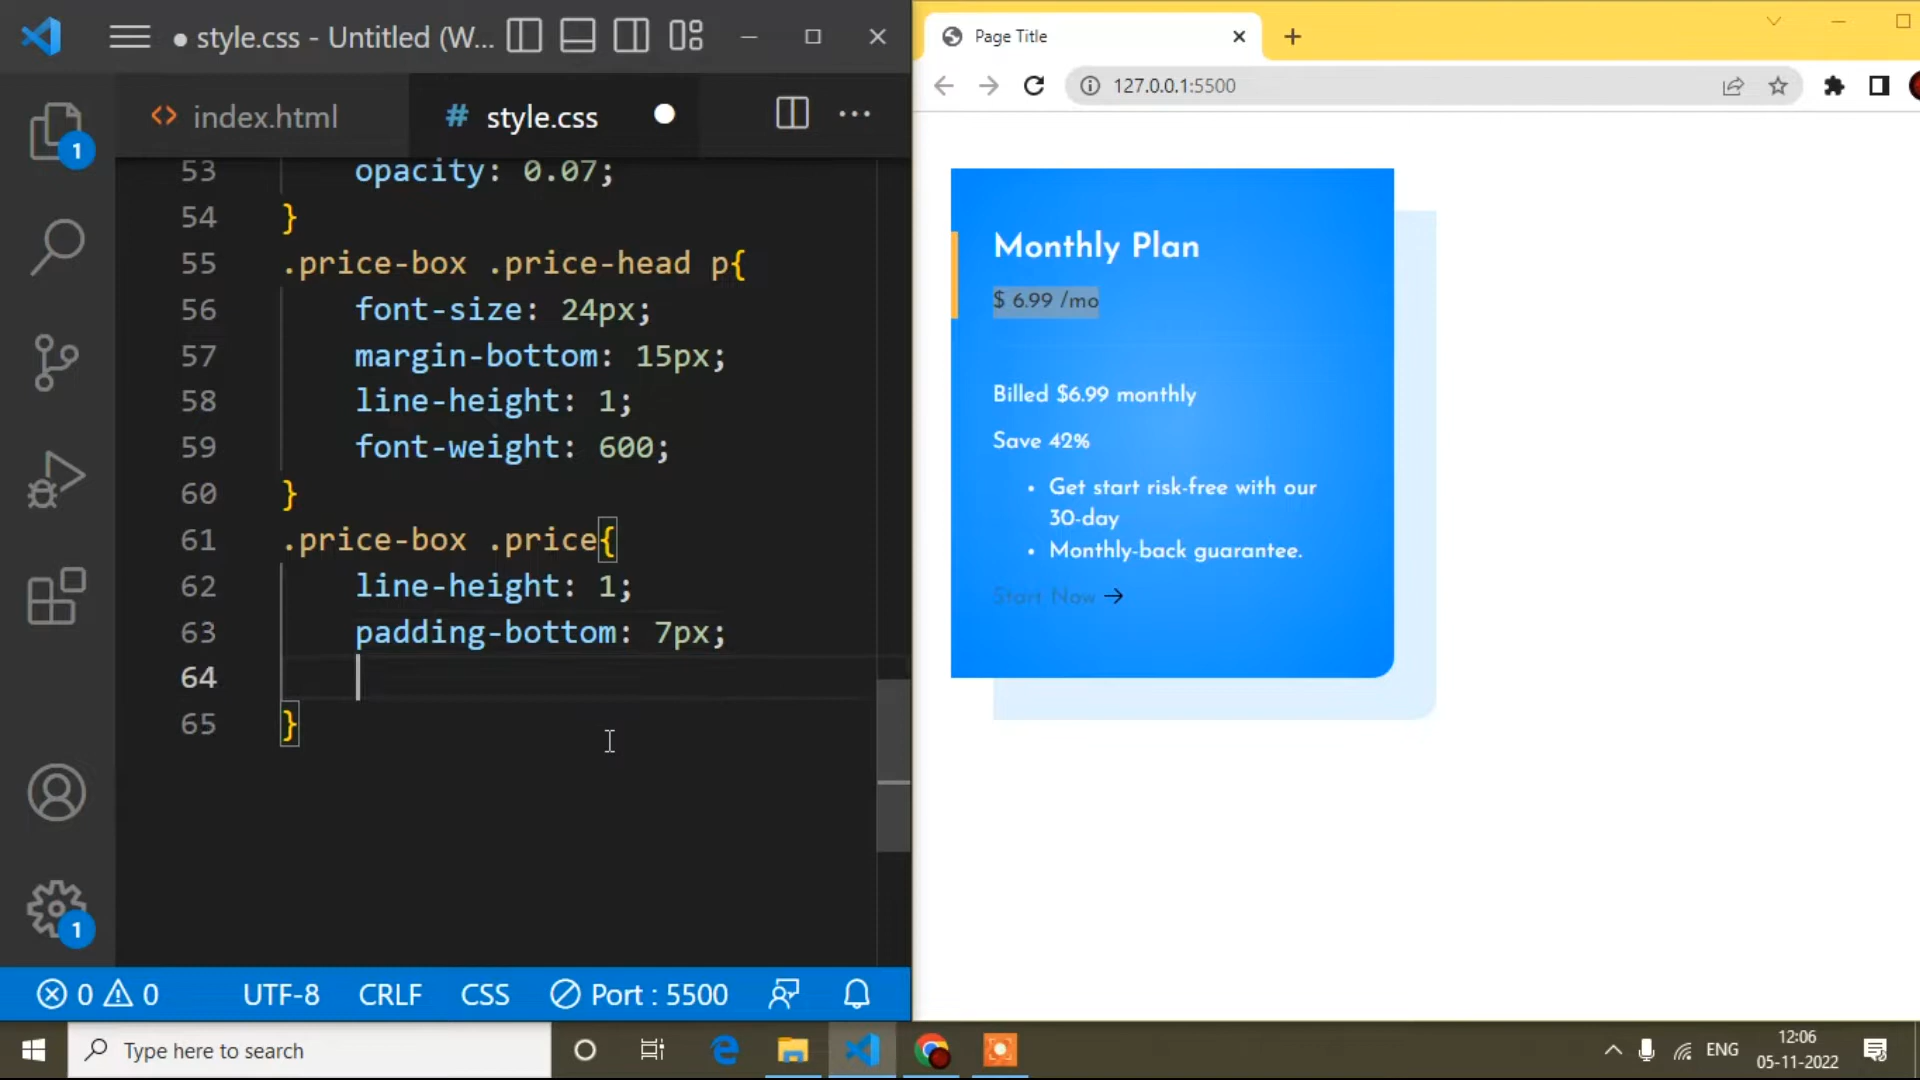 ● style.css - Untitled (W...
<> index.html
# style.css
53 opacity: 0.07;
54 }
55 .price-box .price-head p{
56 font-size: 24px;
57 margin-bottom: 15px;
58 line-height: 1;
59 font-weight: 600;
60 }
61 .price-box .price{
62 line-height: 1;
63 padding-bottom: 7px;
64
65 }
1
1
0 0 UTF-8 CRLF CSS Port : 5500
Page Title
127.0.0.1:5500
Monthly Plan
$ 6.99 /mo
Billed $6.99 monthly
Save 42%
• Get start risk-free with our
30-day
• Monthly-back guarantee.
Start Now →
Type here to search
ENG
12:06
05-11-2022